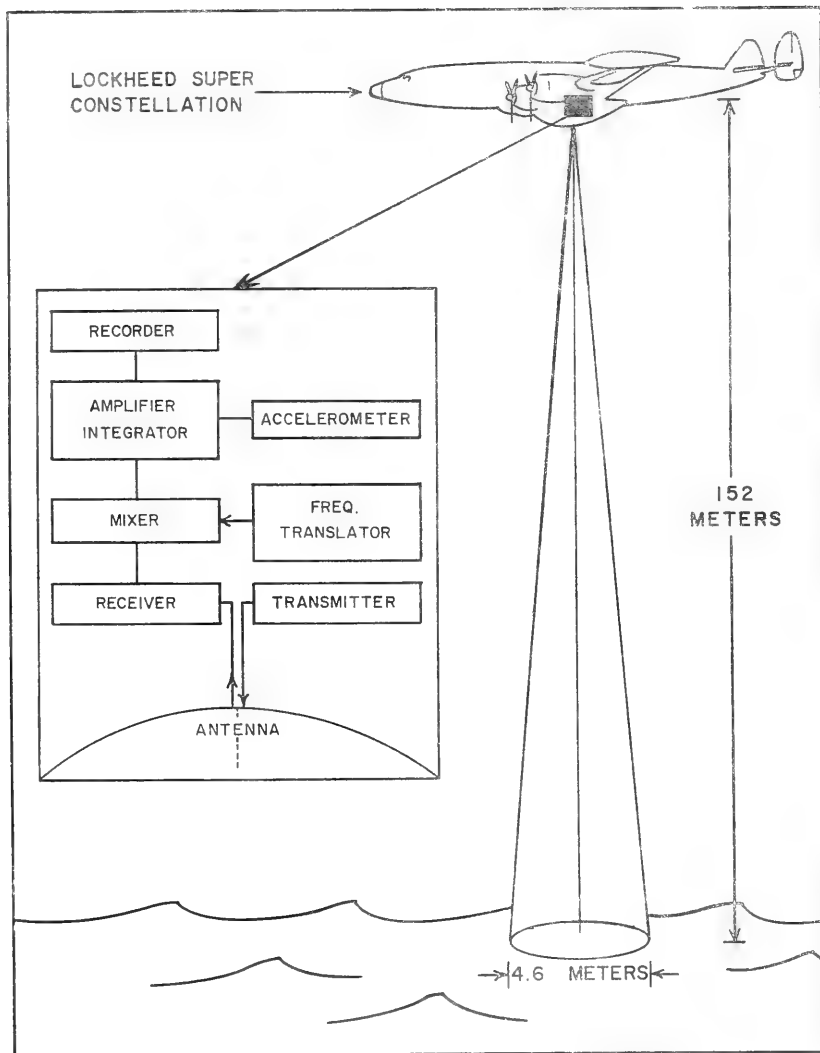 LOCKHEED SUPER
CONSTELLATION
RECORDER
AMPLIFIER
INTEGRATOR
ACCELEROMETER
MIXER
FREQ.
TRANSLATOR
RECEIVER
TRANSMITTER
ANTENNA
152
METERS
4.6 METERS